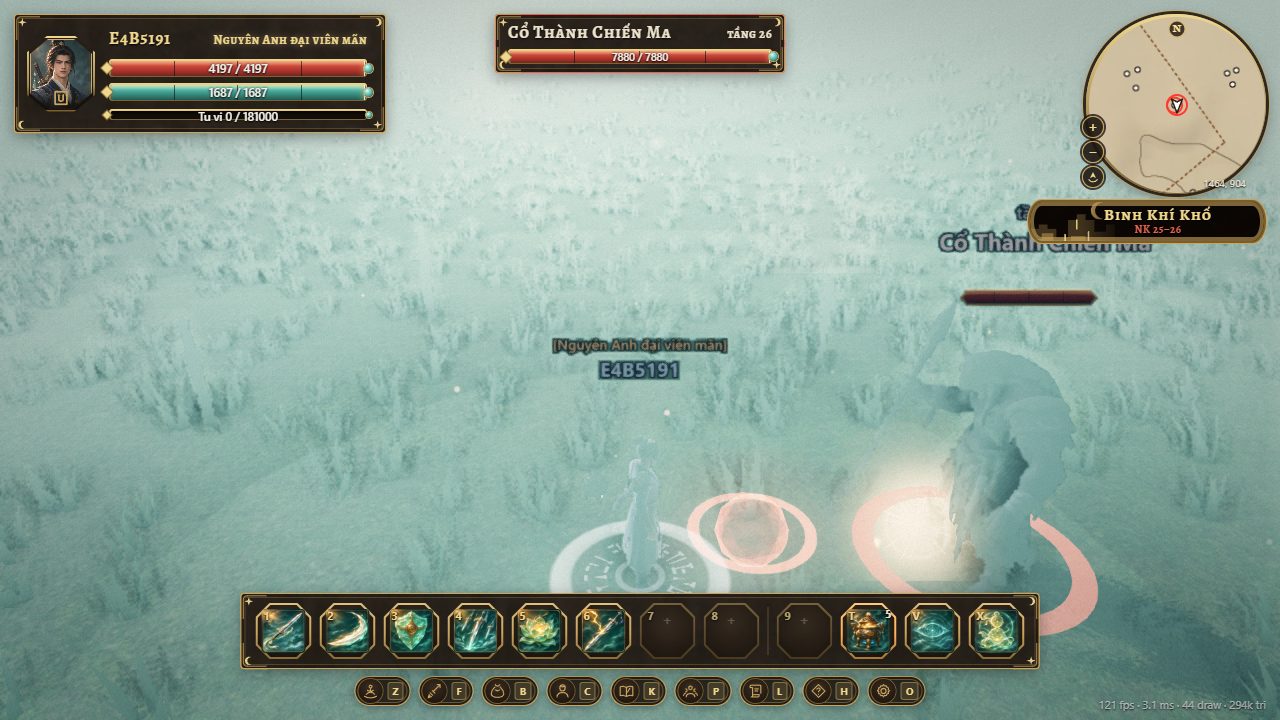 E4B5191
Nguyên Anh đại viên mãn
4197 / 4197
1687 / 1687
Tu vi 0 / 181000
U
Cổ Thành Chiến Ma
Tầng 26
7880 / 7880
N
+
−
1464, 904
Binh Khí Khố
NK 25–26
Cổ Thành Chiến Ma
[Nguyên Anh đại viên mãn]
E4B5191
1 2 3 4 5 6 7 8 9 T 5 V X
Z F B C K P L H O
121 fps · 3.1 ms · 44 draw · 294k tri